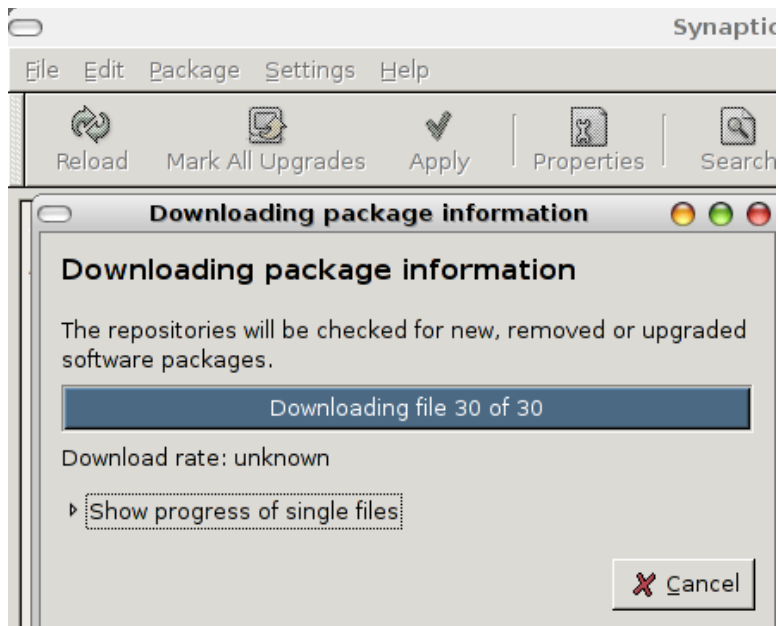 Synaptic
File Edit Package Settings Help
Reload Mark All Upgrades Apply Properties Search
Downloading package information
Downloading package information
The repositories will be checked for new, removed or upgraded
software packages.
Downloading file 30 of 30
Download rate: unknown
Show progress of single files
Cancel